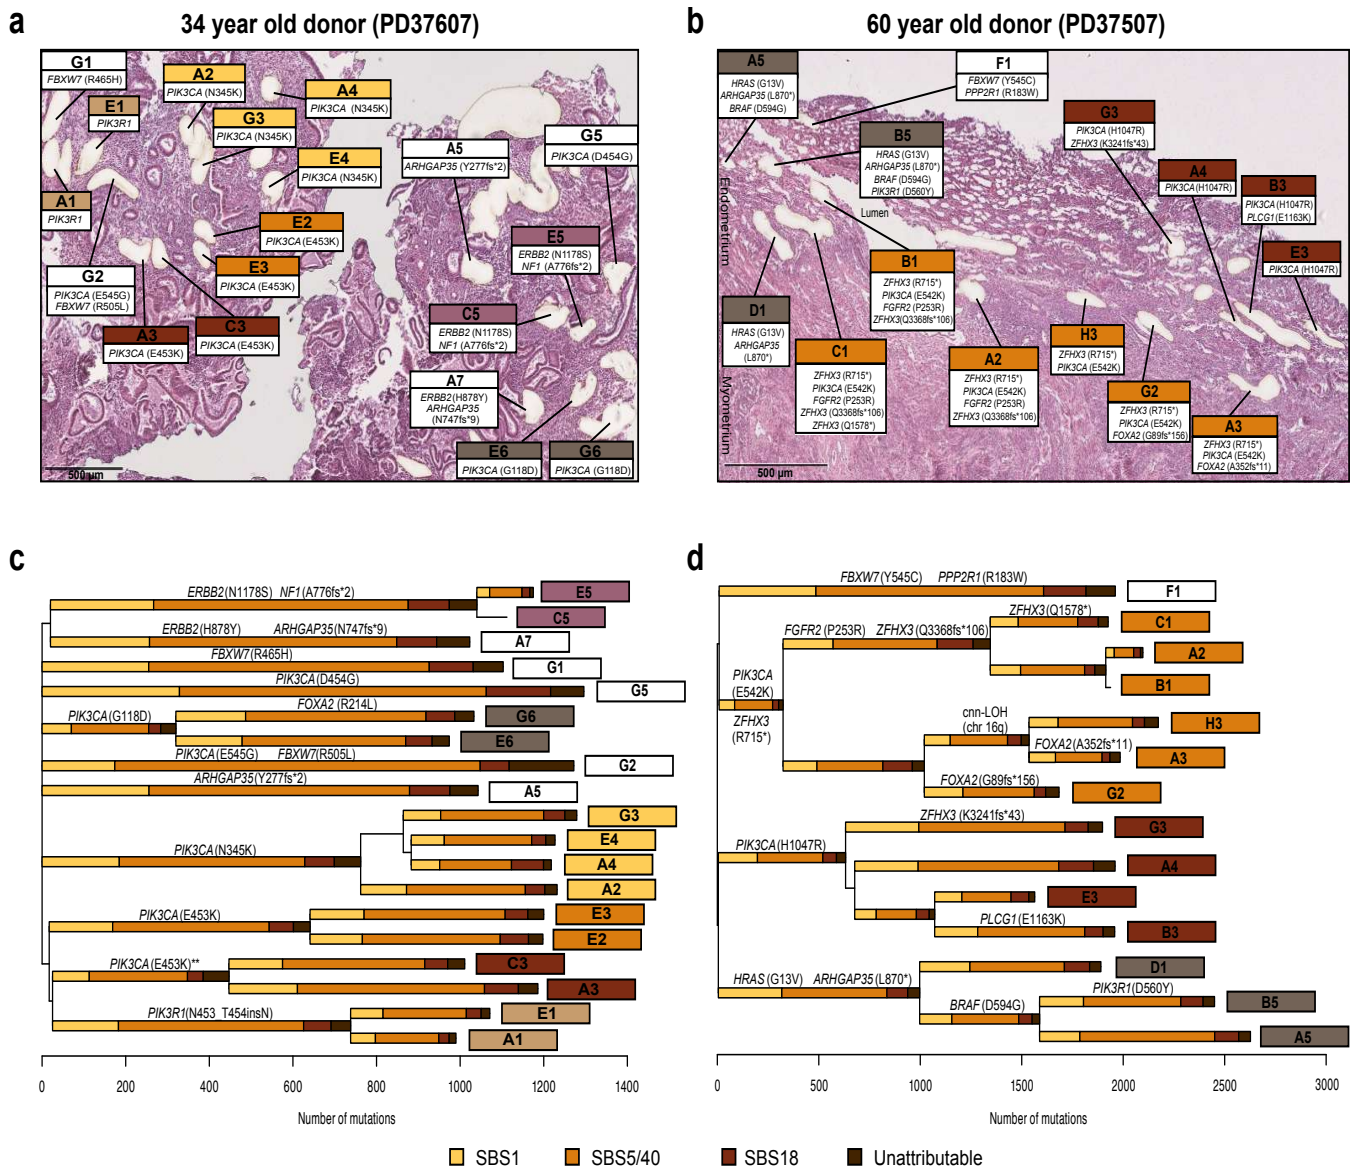 a
34 year old donor (PD37607)
G1
FBXW7 (R465H)
A2
PIK3CA (N345K)
A4
PIK3CA (N345K)
E1
PIK3R1
G3
PIK3CA (N345K)
A5
ARHGAP35 (Y277fs*2)
G5
PIK3CA (D454G)
E4
PIK3CA (N345K)
A1
PIK3R1
E2
PIK3CA (E453K)
E5
ERBB2 (N1178S)
NF1 (A776fs*2)
E3
PIK3CA (E453K)
G2
PIK3CA (E545G)
FBXW7 (R505L)
C5
ERBB2 (N1178S)
NF1 (A776fs*2)
A3
PIK3CA (E453K)
C3
PIK3CA (E453K)
A7
ERBB2 (H878Y)
ARHGAP35
(N747fs*9)
E6
PIK3CA (G118D)
G6
PIK3CA (G118D)
500 μm
b
60 year old donor (PD37507)
A5
HRAS (G13V)
ARHGAP35 (L870*)
BRAF (D594G)
F1
FBXW7 (Y545C)
PPP2R1 (R183W)
G3
PIK3CA (H1047R)
ZFHX3 (K3241fs*43)
B5
HRAS (G13V)
ARHGAP35 (L870*)
BRAF (D594G)
PIK3R1 (D560Y)
A4
PIK3CA (H1047R)
B3
PIK3CA (H1047R)
PLCG1 (E1163K)
Endometrium
Lumen
E3
PIK3CA (H1047R)
B1
ZFHX3 (R715*)
PIK3CA (E542K)
FGFR2 (P253R)
ZFHX3(Q3368fs*106)
D1
HRAS (G13V)
ARHGAP35
(L870*)
H3
ZFHX3 (R715*)
PIK3CA (E542K)
C1
ZFHX3 (R715*)
PIK3CA (E542K)
FGFR2 (P253R)
ZFHX3 (Q3368fs*106)
ZFHX3 (Q1578*)
A2
ZFHX3 (R715*)
PIK3CA (E542K)
FGFR2 (P253R)
ZFHX3 (Q3368fs*106)
G2
ZFHX3 (R715*)
PIK3CA (E542K)
FOXA2 (G89fs*156)
A3
ZFHX3 (R715*)
PIK3CA (E542K)
FOXA2 (A352fs*11)
Myometrium
500 μm
c
ERBB2 (N1178S) NF1 (A776fs*2)
E5
C5
ERBB2 (H878Y) ARHGAP35 (N747fs*9)
A7
FBXW7 (R465H)
G1
PIK3CA (D454G)
G5
PIK3CA (G118D)
FOXA2 (R214L)
G6
E6
PIK3CA (E545G) FBXW7 (R505L)
G2
ARHGAP35 (Y277fs*2)
A5
G3
E4
PIK3CA (N345K)
A4
A2
PIK3CA (E453K)
E3
E2
PIK3CA (E453K)**
C3
A3
PIK3R1 (N453_T454insN)
E1
A1
0 200 400 600 800 1000 1200 1400
Number of mutations
d
FBXW7 (Y545C) PPP2R1 (R183W)
F1
ZFHX3 (Q1578*)
C1
FGFR2 (P253R) ZFHX3 (Q3368fs*106)
A2
PIK3CA
(E542K)
B1
ZFHX3
(R715*)
cnn-LOH
(chr 16q)
H3
FOXA2 (A352fs*11)
A3
FOXA2 (G89fs*156)
G2
ZFHX3 (K3241fs*43)
G3
PIK3CA (H1047R)
A4
E3
PLCG1 (E1163K)
B3
D1
HRAS (G13V) ARHGAP35 (L870*)
PIK3R1 (D560Y)
B5
BRAF (D594G)
A5
0 500 1000 1500 2000 2500 3000
Number of mutations
SBS1 SBS5/40 SBS18 Unattributable